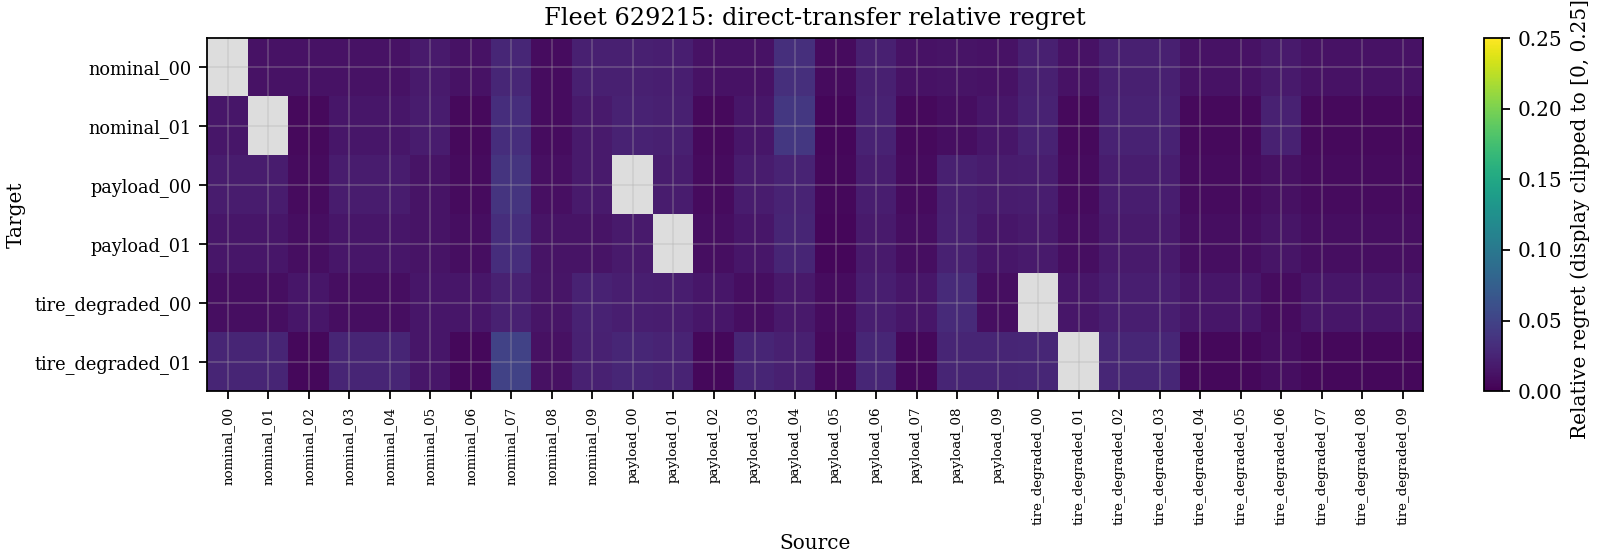 Fleet 629215: direct-transfer relative regret
Target
nominal_00
nominal_01
payload_00
payload_01
tire_degraded_00
tire_degraded_01
nominal_00
nominal_01
nominal_02
nominal_03
nominal_04
nominal_05
nominal_06
nominal_07
nominal_08
nominal_09
payload_00
payload_01
payload_02
payload_03
payload_04
payload_05
payload_06
payload_07
payload_08
payload_09
tire_degraded_00
tire_degraded_01
tire_degraded_02
tire_degraded_03
tire_degraded_04
tire_degraded_05
tire_degraded_06
tire_degraded_07
tire_degraded_08
tire_degraded_09
Source
0.25
0.20
0.15
0.10
0.05
0.00
Relative regret (display clipped to [0, 0.25]